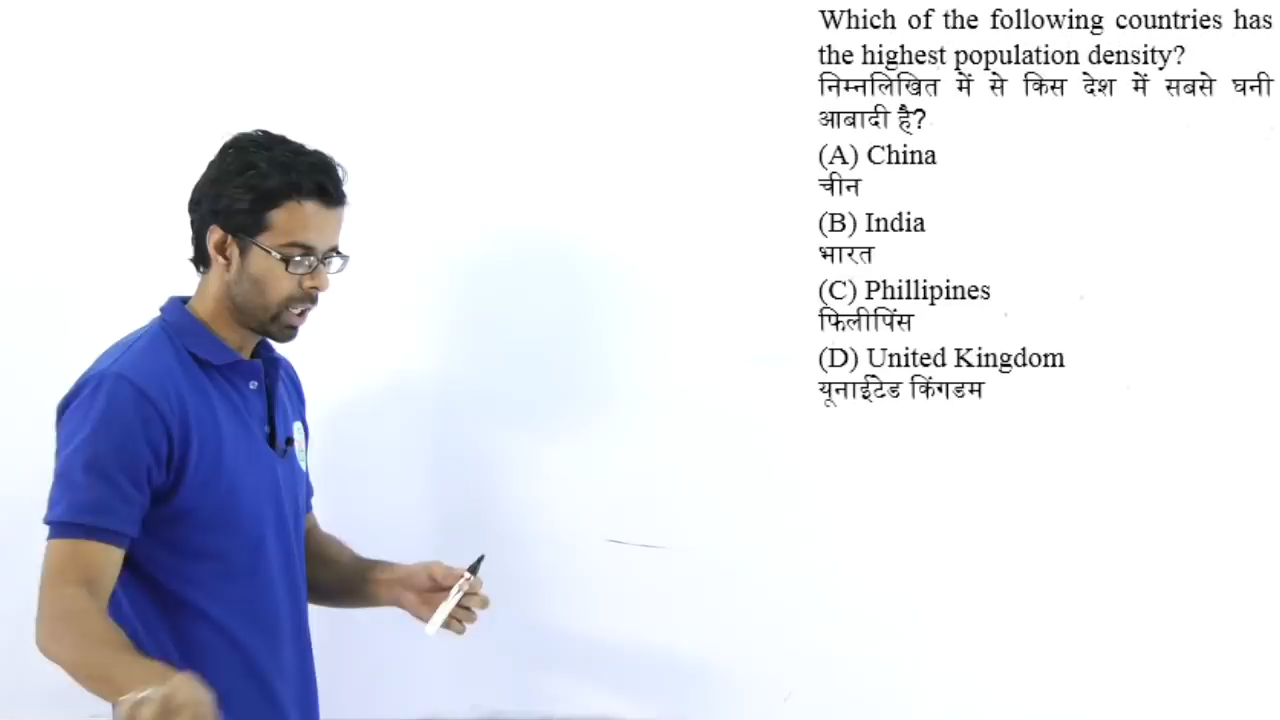 Which of the following countries has
the highest population density?
निम्नलिखित में से किस देश में सबसे घनी
आबादी है?
(A) China
चीन
(B) India
भारत
(C) Phillipines
फिलीपिंस
(D) United Kingdom
यूनाईटेड किंगडम